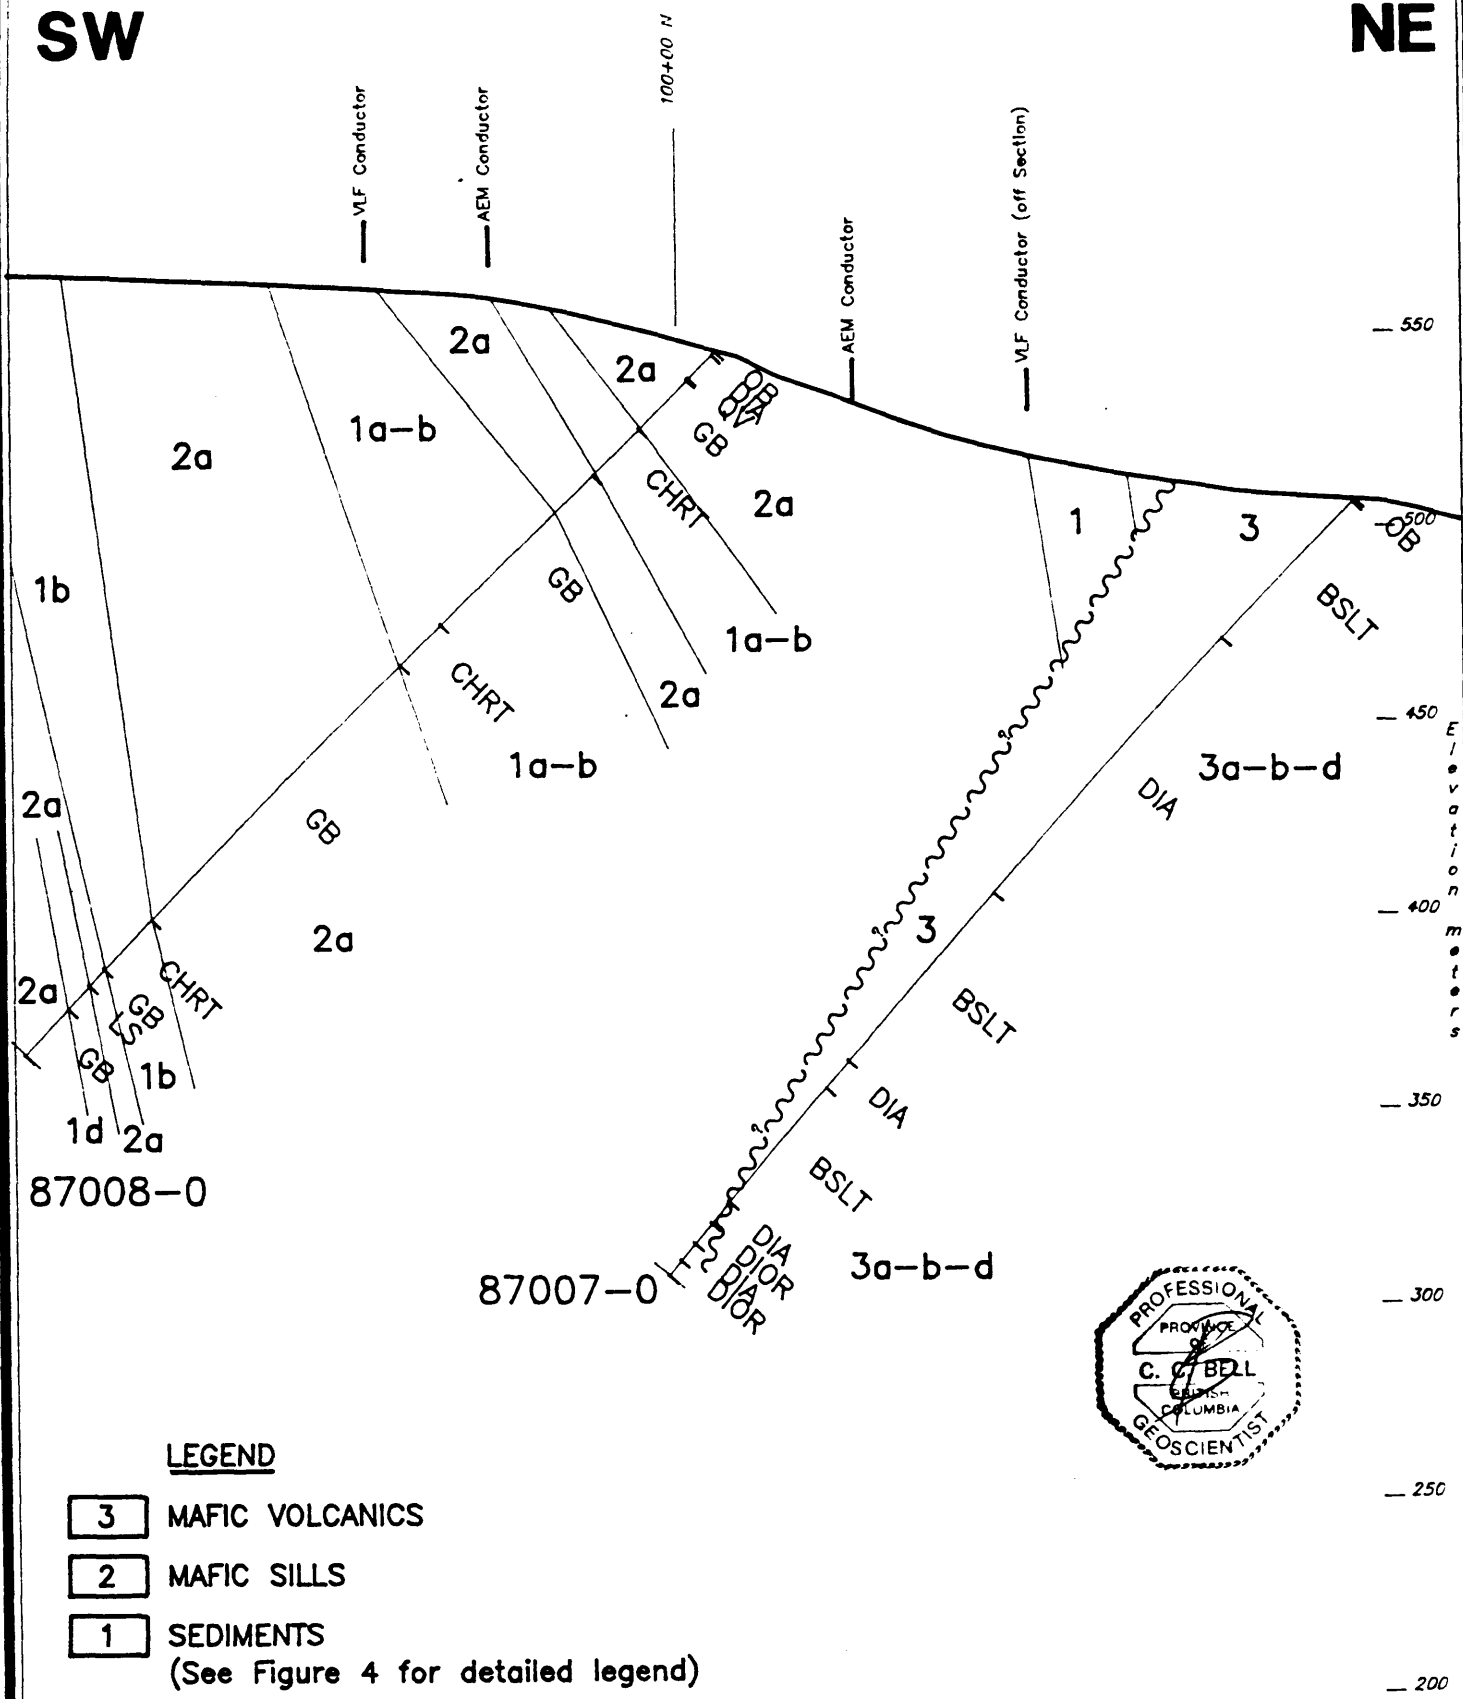 SW
NE
100+00 N
VLF Conductor
AEM Conductor
AEM Conductor
VLF Conductor (off Section)
550
500
450
400
350
300
250
200
Elevation meters
2a
2a
1a-b
2a
OB
DIA
QV
GB
CHRT
2a
1
3
OB
BSLT
1b
GB
1a-b
2a
CHRT
1a-b
3a-b-d
DIA
2a
GB
2a
3
2a
CHRT
GB
LS
GB
1b
1d
2a
BSLT
DIA
BSLT
87008-0
DIA
DIOR
DIA
DIOR
3a-b-d
87007-0
PROFESSIONAL
PROVINCE
OF
C. C. BELL
BRITISH
COLUMBIA
GEOSCIENTIST
LEGEND
3 MAFIC VOLCANICS
2 MAFIC SILLS
1 SEDIMENTS
(See Figure 4 for detailed legend)